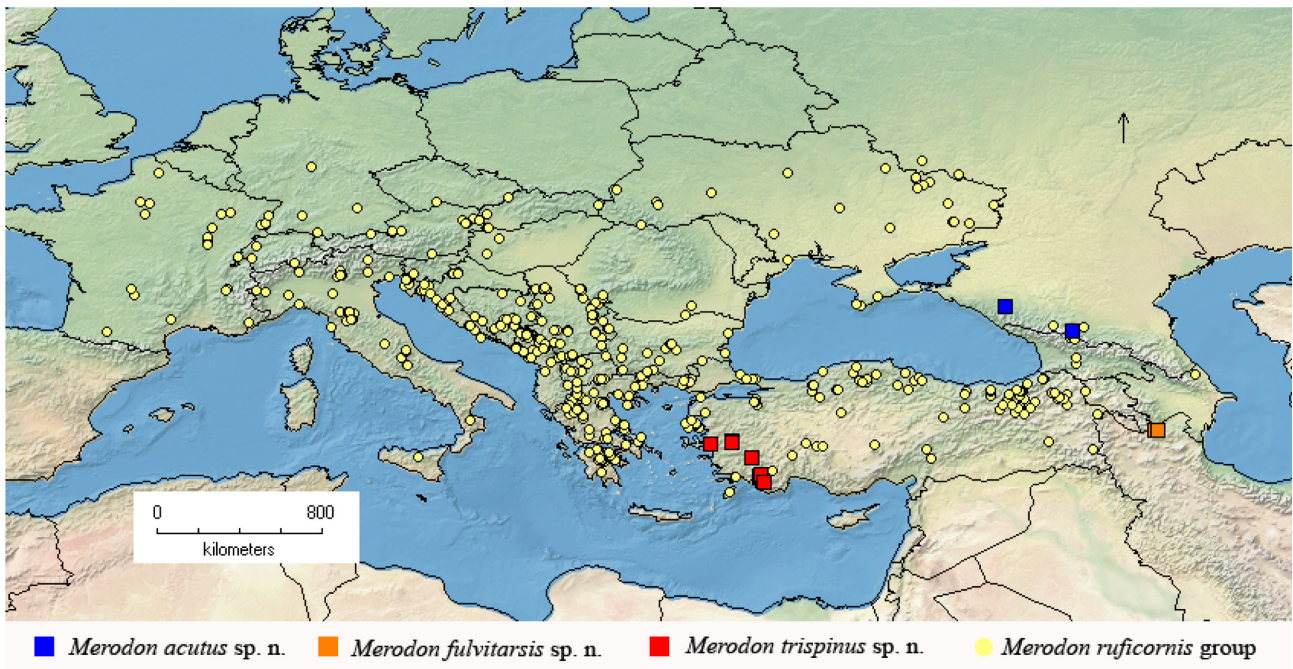 0 800
kilometers
Merodon acutus sp. n. Merodon fulvitarsis sp. n. Merodon trispinus sp. n. Merodon ruficornis group